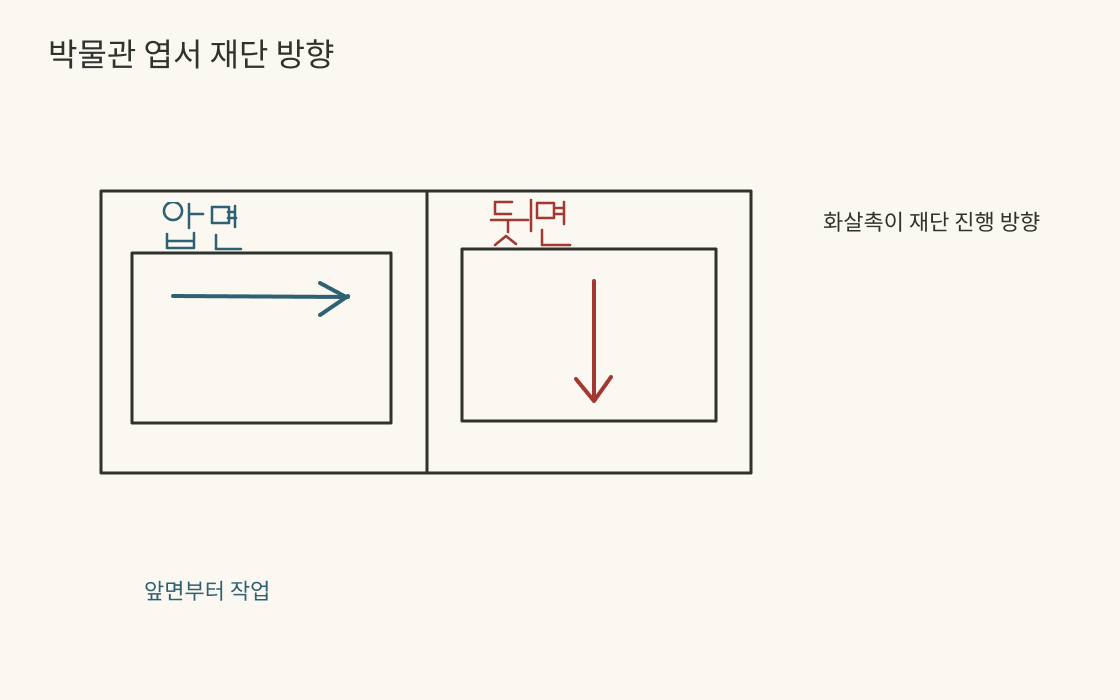 박물관 엽서 재단 방향
압면
뒷면
화살촉이 재단 진행 방향
앞면부터 작업